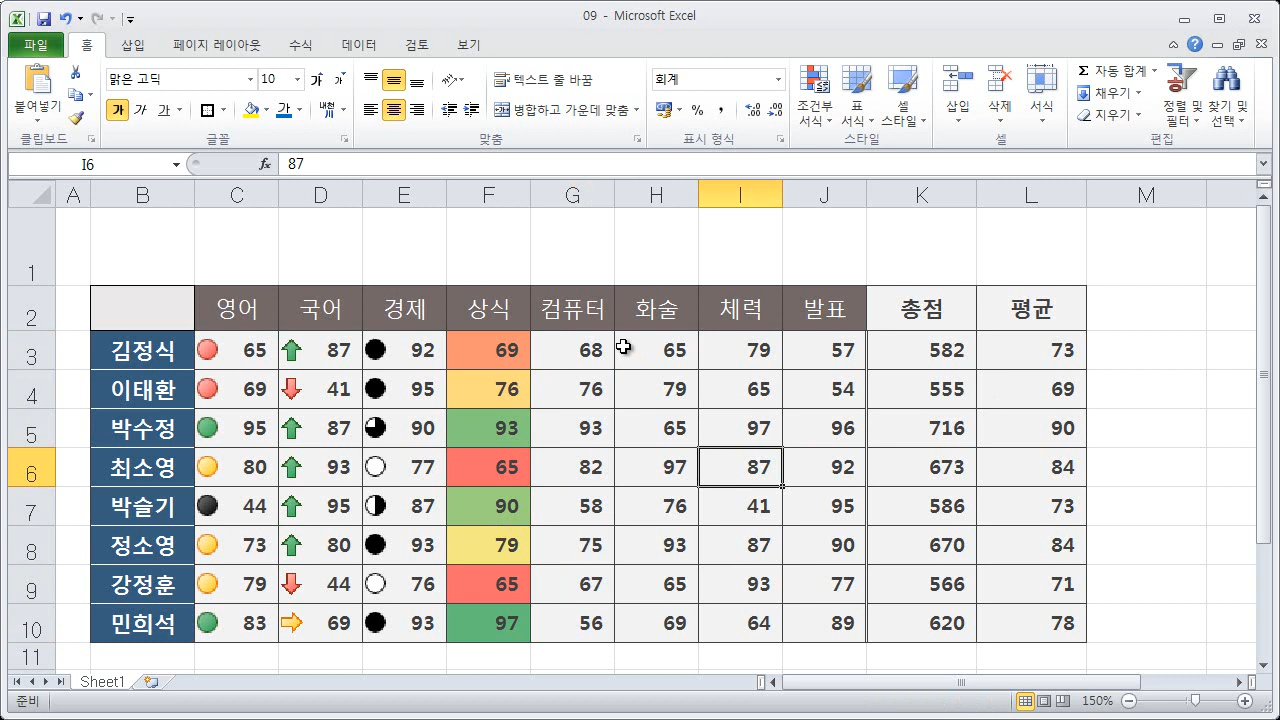 09 - Microsoft Excel
파일 홈 삽입 페이지 레이아웃 수식 데이터 검토 보기
붙여넣기
클립보드
맑은 고딕 10 가 가
가 가 가 가 내천
글꼴
텍스트 줄 바꿈
병합하고 가운데 맞춤
맞춤
회계
% ,
표시 형식
조건부 서식 표 서식 셀 스타일
스타일
삽입 삭제 서식
셀
Σ 자동 합계
채우기
지우기
정렬 및 필터 찾기 및 선택
편집
I6 fx 87
A B C D E F G H I J K L M
1
2 영어 국어 경제 상식 컴퓨터 화술 체력 발표 총점 평균
3 김정식 65 87 92 69 68 65 79 57 582 73
4 이태환 69 41 95 76 76 79 65 54 555 69
5 박수정 95 87 90 93 93 65 97 96 716 90
6 최소영 80 93 77 65 82 97 87 92 673 84
7 박슬기 44 95 87 90 58 76 41 95 586 73
8 정소영 73 80 93 79 75 93 87 90 670 84
9 강정훈 79 44 76 65 67 65 93 77 566 71
10 민희석 83 69 93 97 56 69 64 89 620 78
11
Sheet1
준비 150%